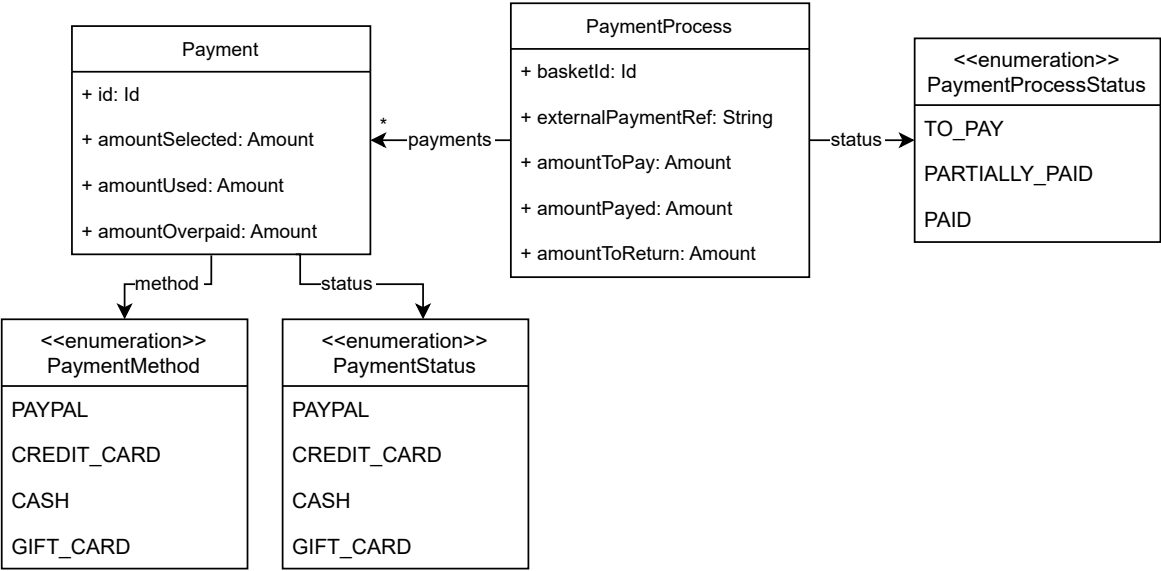 Payment
+ id: Id
+ amountSelected: Amount
+ amountUsed: Amount
+ amountOverpaid: Amount
*
payments
PaymentProcess
+ basketId: Id
+ externalPaymentRef: String
+ amountToPay: Amount
+ amountPayed: Amount
+ amountToReturn: Amount
status
<<enumeration>>
PaymentProcessStatus
TO_PAY
PARTIALLY_PAID
PAID
method
status
<<enumeration>>
PaymentMethod
PAYPAL
CREDIT_CARD
CASH
GIFT_CARD
<<enumeration>>
PaymentStatus
PAYPAL
CREDIT_CARD
CASH
GIFT_CARD